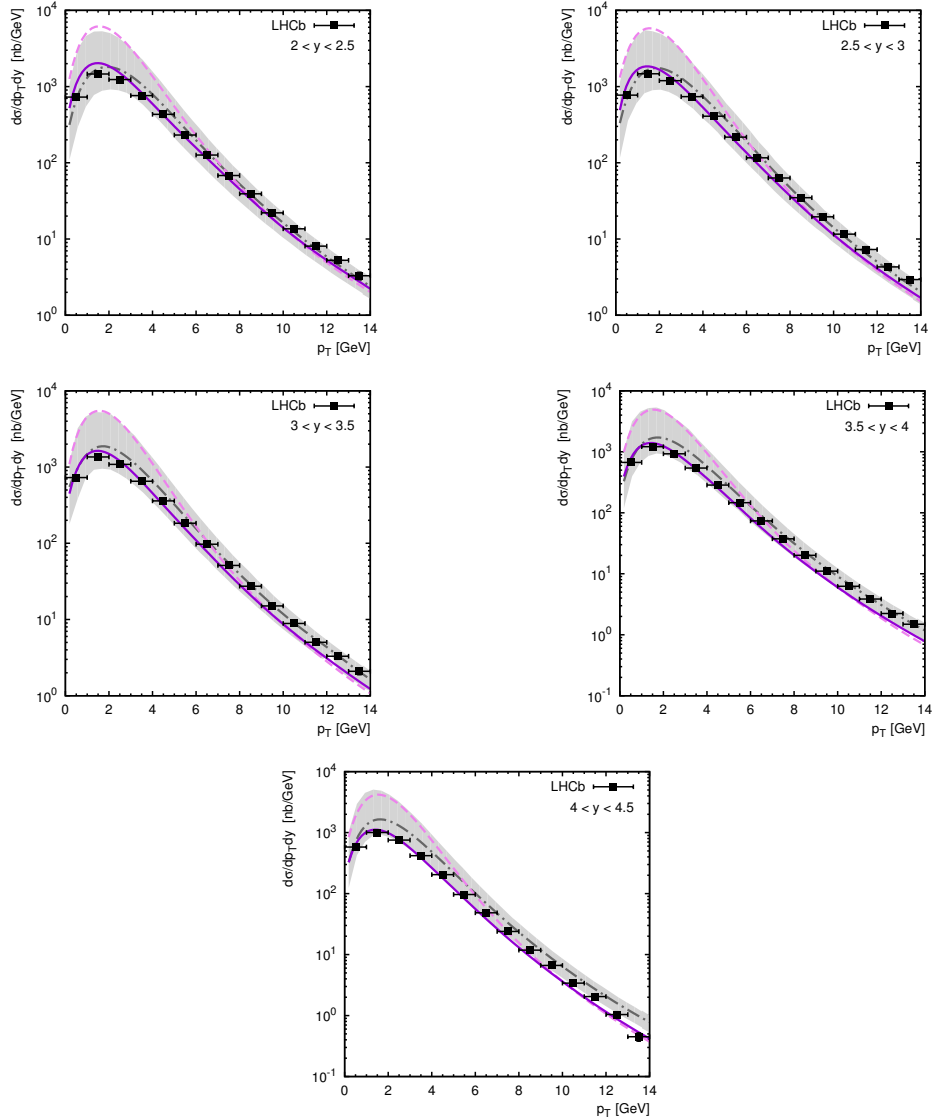 dσ/dp_T dy [nb/GeV]
10^4
10^3
10^2
10^1
10^0
LHCb
2 < y < 2.5
0 2 4 6 8 10 12 14
p_T [GeV]
dσ/dp_T dy [nb/GeV]
10^4
10^3
10^2
10^1
10^0
LHCb
2.5 < y < 3
0 2 4 6 8 10 12 14
p_T [GeV]
dσ/dp_T dy [nb/GeV]
10^4
10^3
10^2
10^1
10^0
LHCb
3 < y < 3.5
0 2 4 6 8 10 12 14
p_T [GeV]
dσ/dp_T dy [nb/GeV]
10^4
10^3
10^2
10^1
10^0
10^-1
LHCb
3.5 < y < 4
0 2 4 6 8 10 12 14
p_T [GeV]
dσ/dp_T dy [nb/GeV]
10^4
10^3
10^2
10^1
10^0
10^-1
LHCb
4 < y < 4.5
0 2 4 6 8 10 12 14
p_T [GeV]